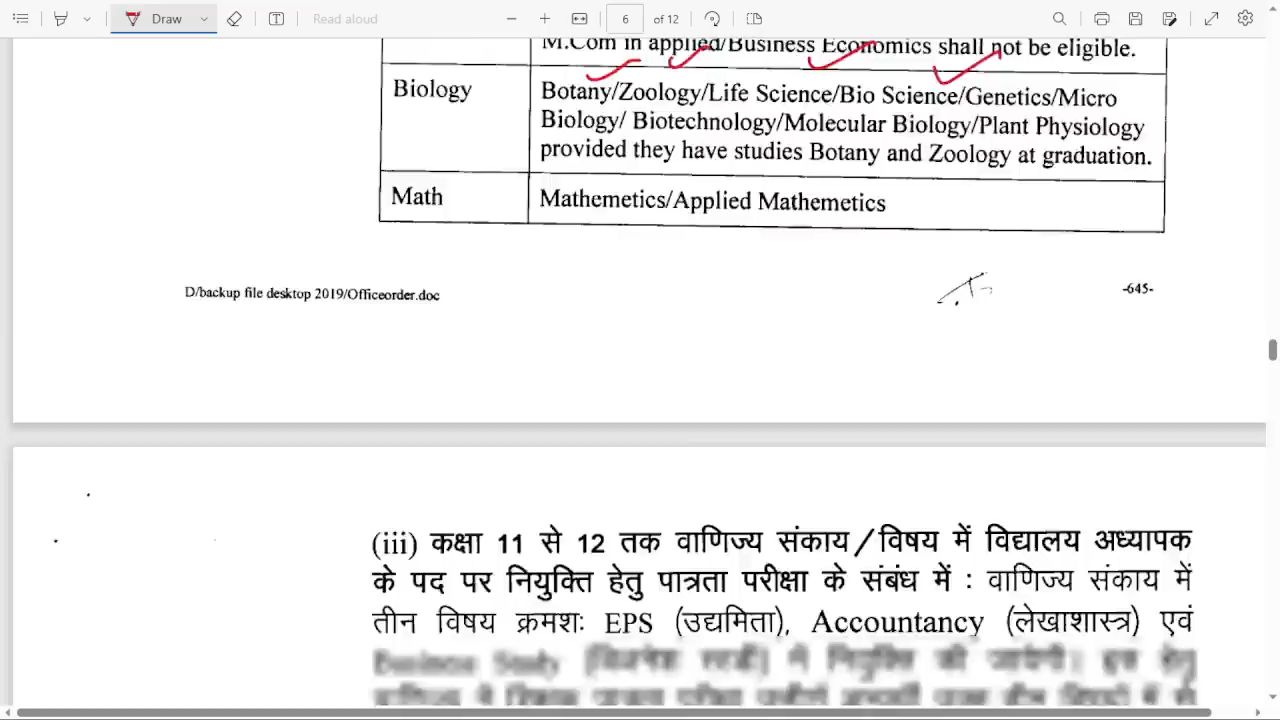 Draw
Read aloud
6
of 12
M.Com in applied/Business Economics shall not be eligible.
Biology
Botany/Zoology/Life Science/Bio Science/Genetics/Micro
Biology/ Biotechnology/Molecular Biology/Plant Physiology
provided they have studies Botany and Zoology at graduation.
Math
Mathemetics/Applied Mathemetics
D/backup file desktop 2019/Officeorder.doc
-645-
(iii) कक्षा 11 से 12 तक वाणिज्य संकाय/विषय में विद्यालय अध्यापक
के पद पर नियुक्ति हेतु पात्रता परीक्षा के संबंध में : वाणिज्य संकाय में
तीन विषय क्रमशः EPS (उद्यमिता), Accountancy (लेखाशास्त्र) एवं